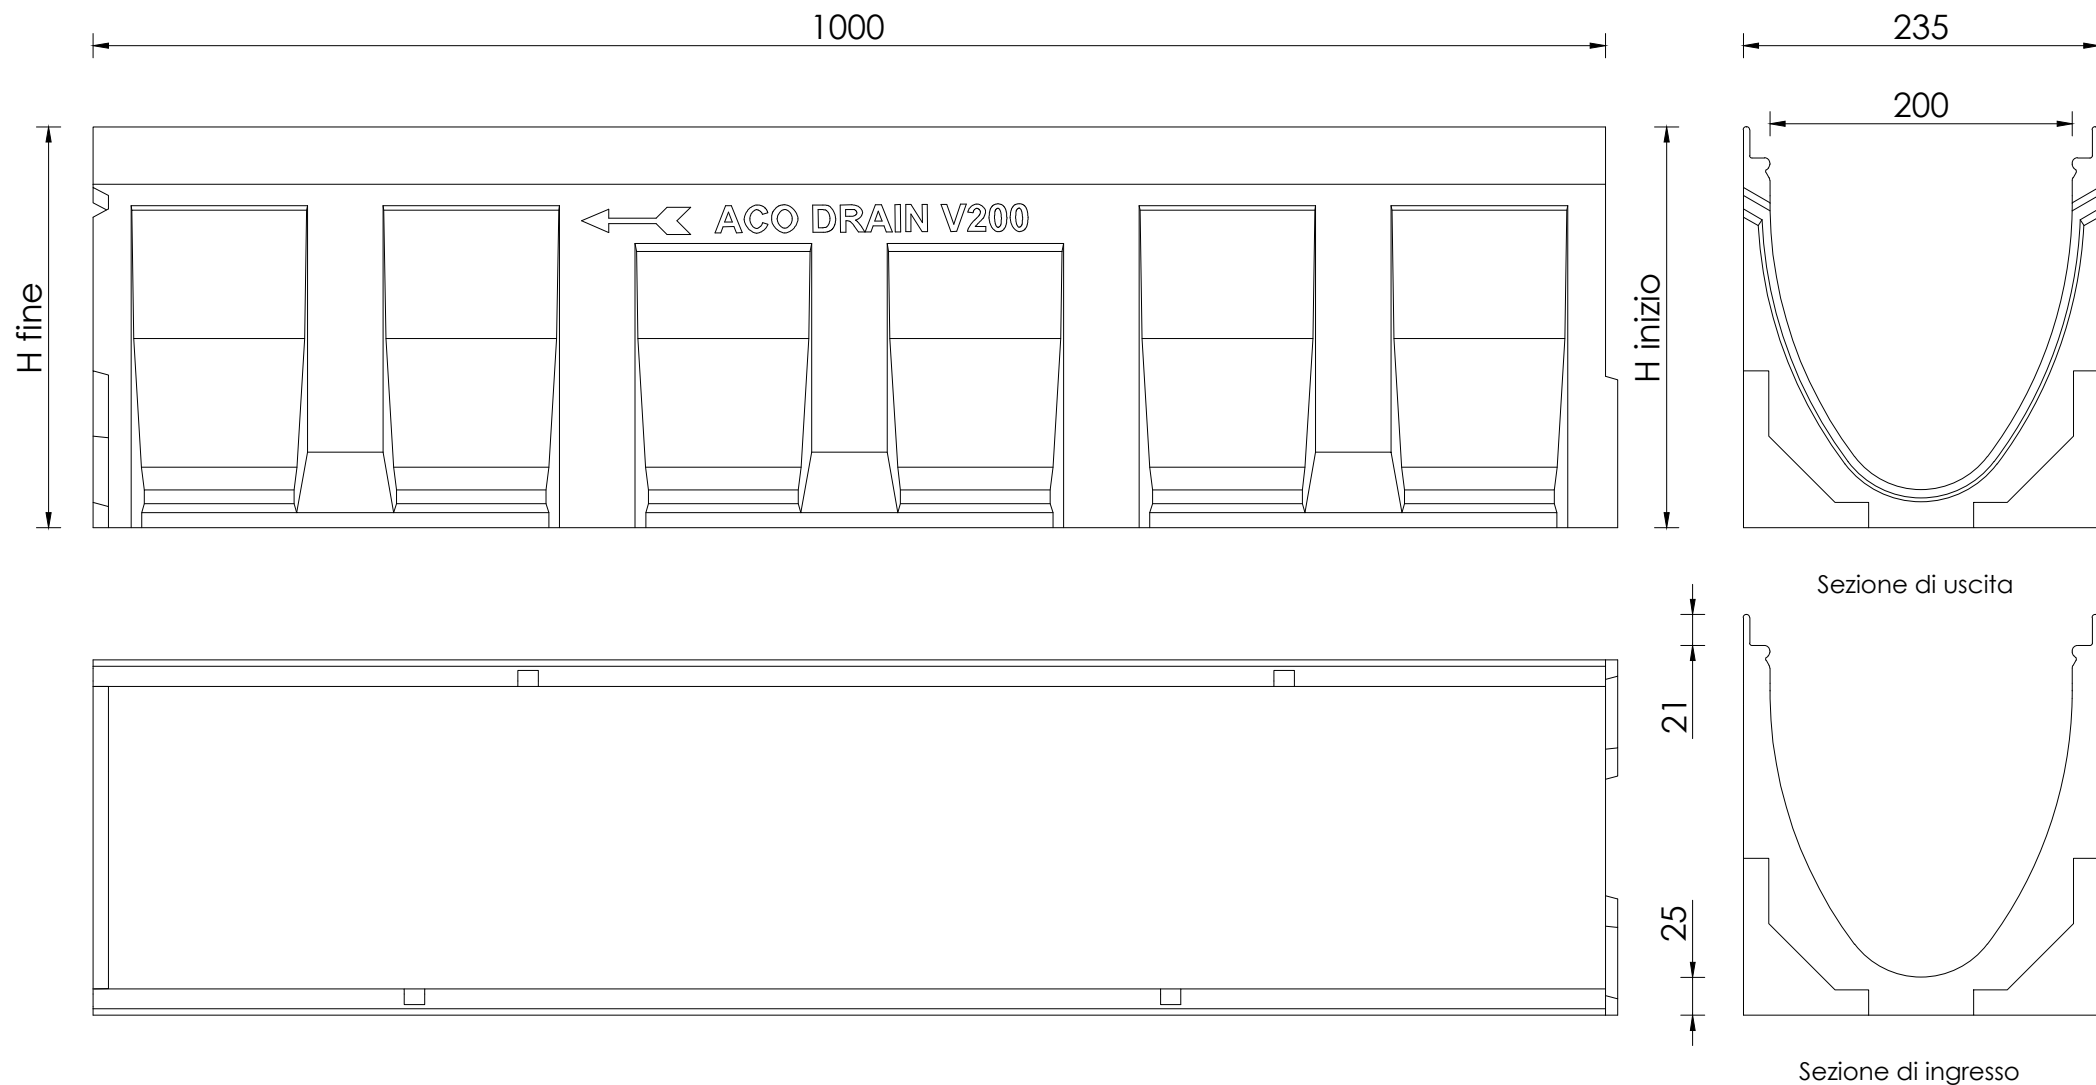 1000
235
200
ACO DRAIN V200
H fine
H inizio
Sezione di uscita
21
25
Sezione di ingresso